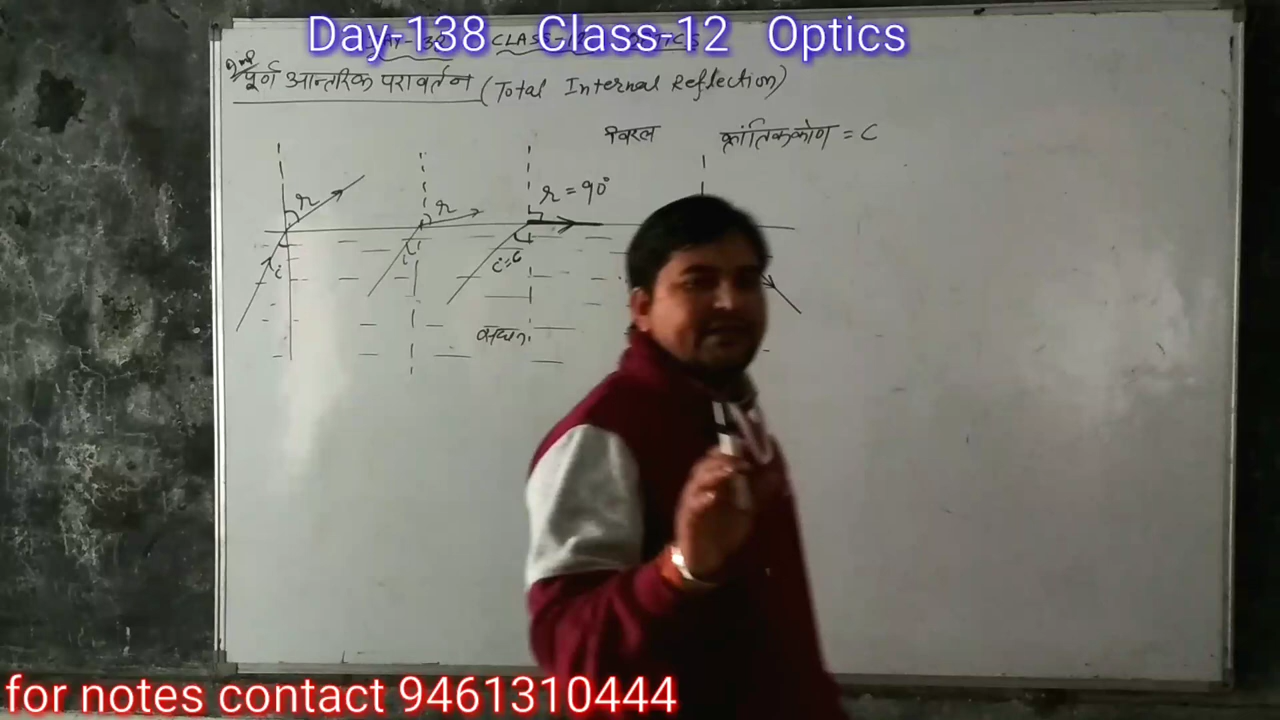 Day-138 Class-12 Optics
पूर्ण आन्तरिक परावर्तन (Total Internal Reflection)
विरल क्रांतिककोण = C
r r r = 90°
i i i=c
सघन
for notes contact 9461310444